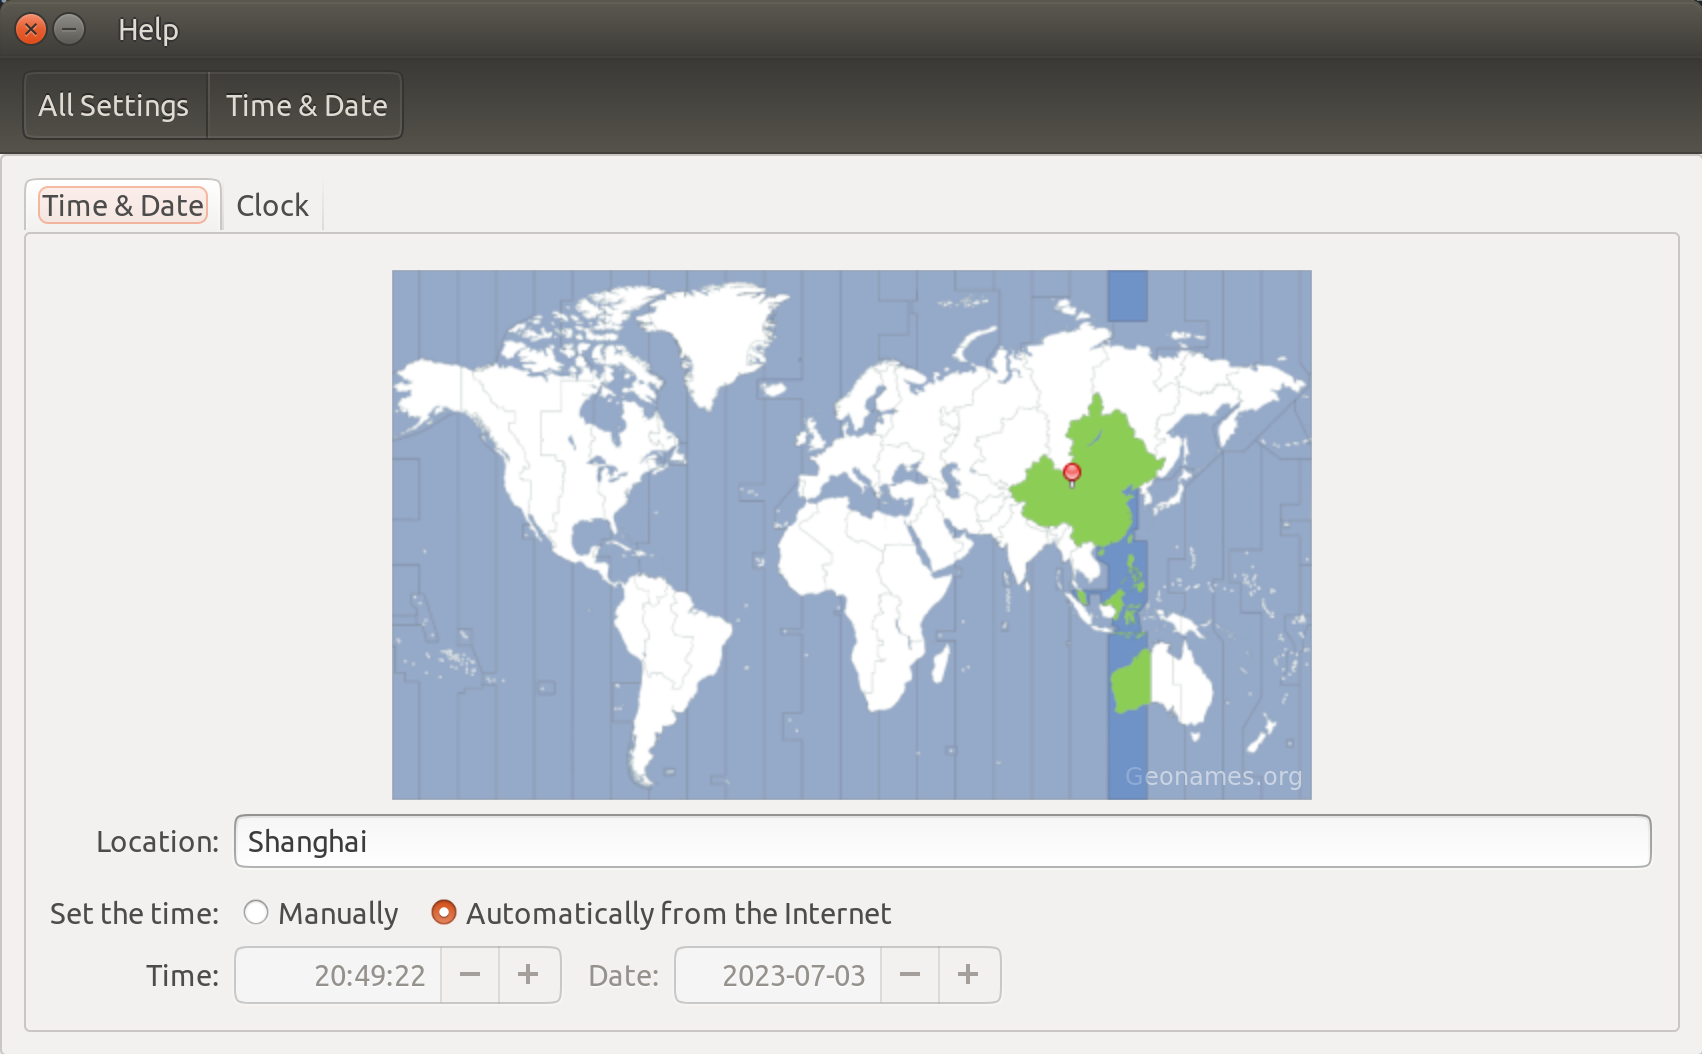 Help
All Settings Time & Date
Time & Date Clock
Geonames.org
Location: Shanghai
Set the time: Manually Automatically from the Internet
Time: 20:49:22 − + Date: 2023-07-03 − +